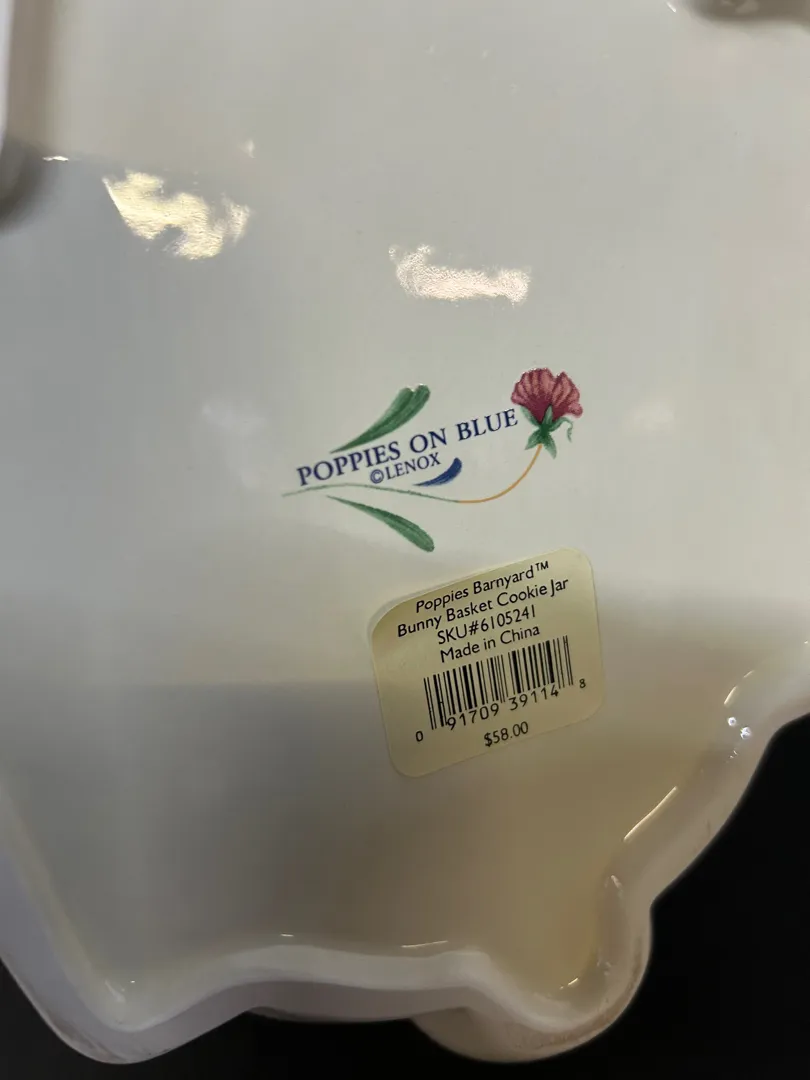 POPPIES ON BLUE
©LENOX
Poppies Barnyard™
Bunny Basket Cookie Jar
SKU#6105241
Made in China
0 91709 39114 8
$58.00